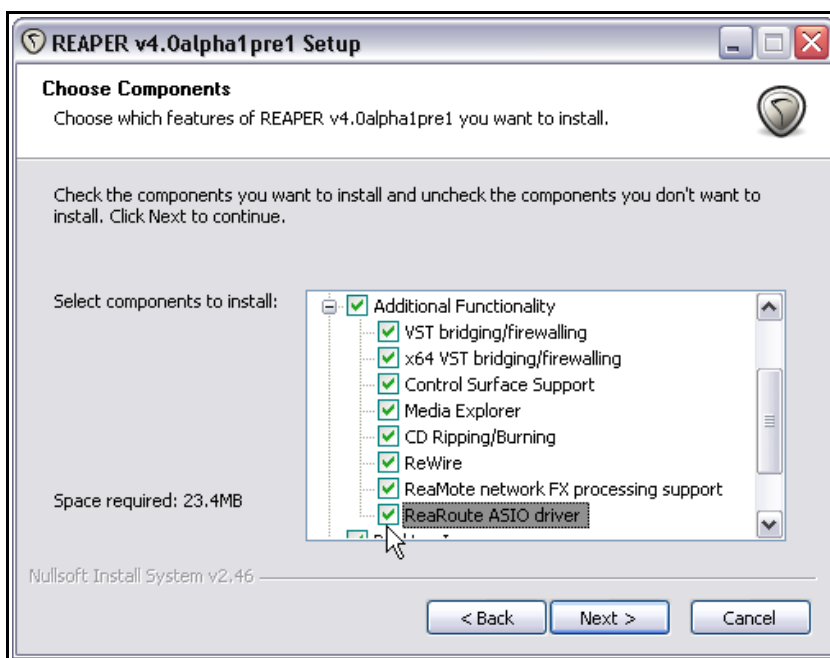 REAPER v4.0alpha1pre1 Setup
Choose Components
Choose which features of REAPER v4.0alpha1pre1 you want to install.
Check the components you want to install and uncheck the components you don't want to
install. Click Next to continue.
Select components to install:
Additional Functionality
VST bridging/firewalling
x64 VST bridging/firewalling
Control Surface Support
Media Explorer
CD Ripping/Burning
ReWire
ReaMote network FX processing support
ReaRoute ASIO driver
Space required: 23.4MB
Nullsoft Install System v2.46
< Back
Next >
Cancel